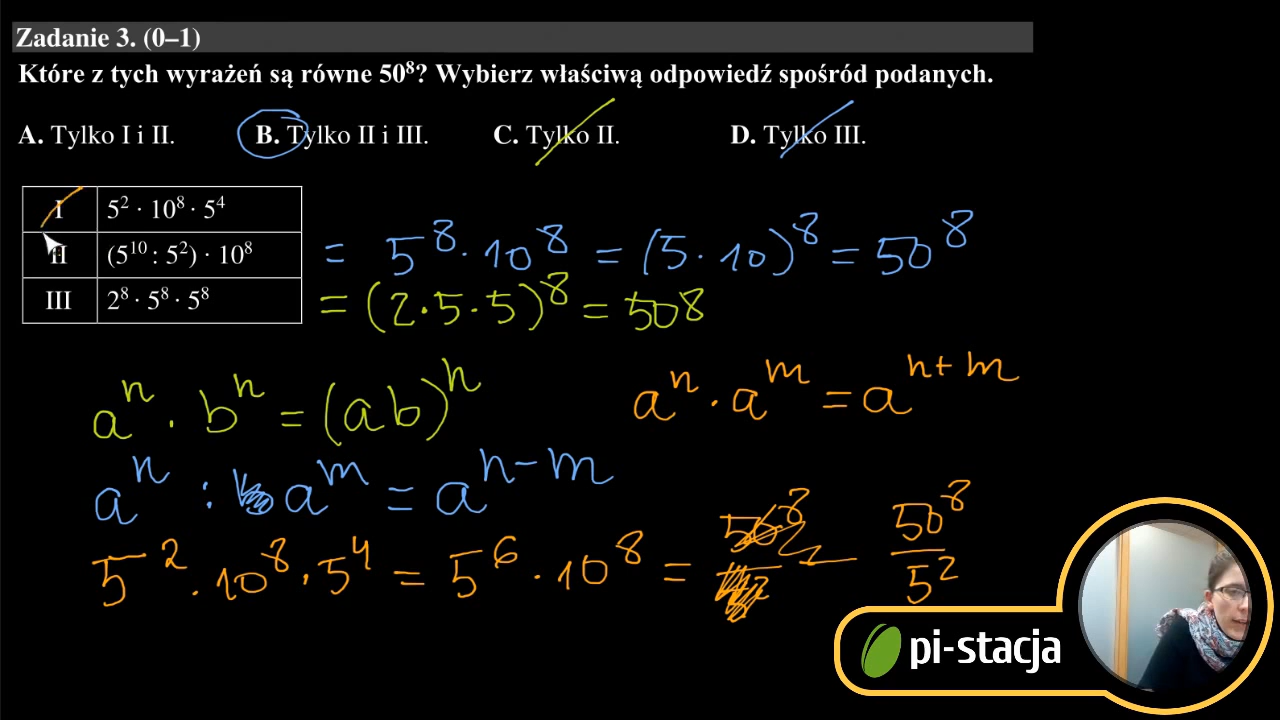 Zadanie 3. (0–1)
Które z tych wyrażeń są równe 50⁸? Wybierz właściwą odpowiedź spośród podanych.
A. Tylko I i II. B. Tylko II i III. C. Tylko II. D. Tylko III.
I 5² · 10⁸ · 5⁴
II (5¹⁰ : 5²) · 10⁸ = 5⁸ · 10⁸ = (5 · 10)⁸ = 50⁸
III 2⁸ · 5⁸ · 5⁸ = (2 · 5 · 5)⁸ = 50⁸
aⁿ · bⁿ = (ab)ⁿ aⁿ · aᵐ = aⁿ⁺ᵐ
aⁿ : aᵐ = aⁿ⁻ᵐ
5² · 10⁸ · 5⁴ = 5⁶ · 10⁸ = 50⁸/5²
pi-stacja